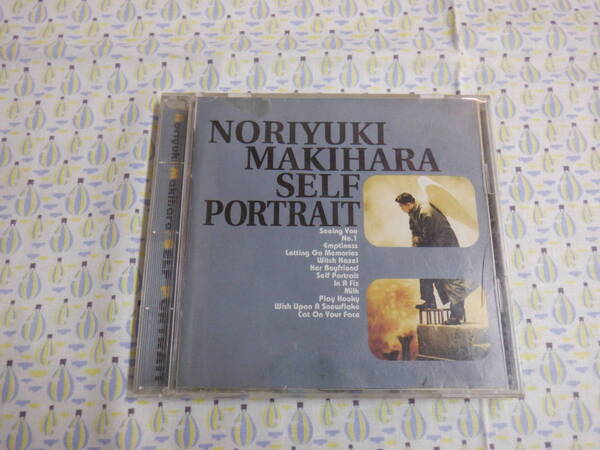 NORIYUKI
MAKIHARA
SELF
PORTRAIT
Seeing You
No.1
Emptiness
Letting Go Memories
Witch Hazel
Her Boyfriend
Self Portrait
In A Fix
Milk
Play Hooky
Wish Upon A Snowflake
Cat On Your Face